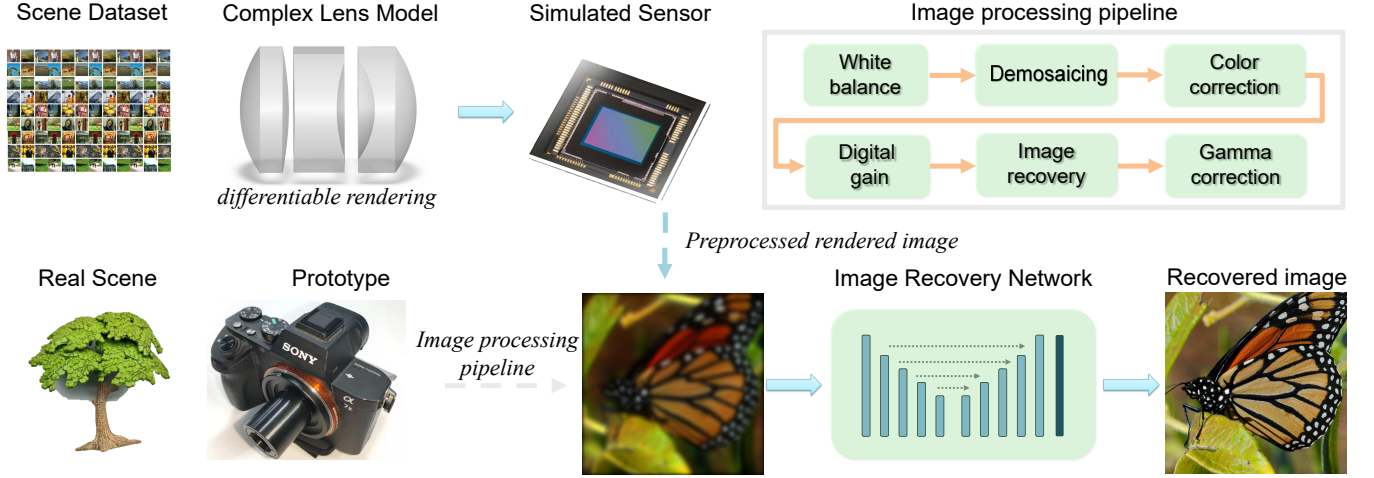 Scene Dataset
Complex Lens Model
Simulated Sensor
Image processing pipeline
White
balance
Demosaicing
Color
correction
Digital
gain
Image
recovery
Gamma
correction
differentiable rendering
Preprocessed rendered image
Real Scene
Prototype
Image Recovery Network
Recovered image
SONY
Image processing
pipeline